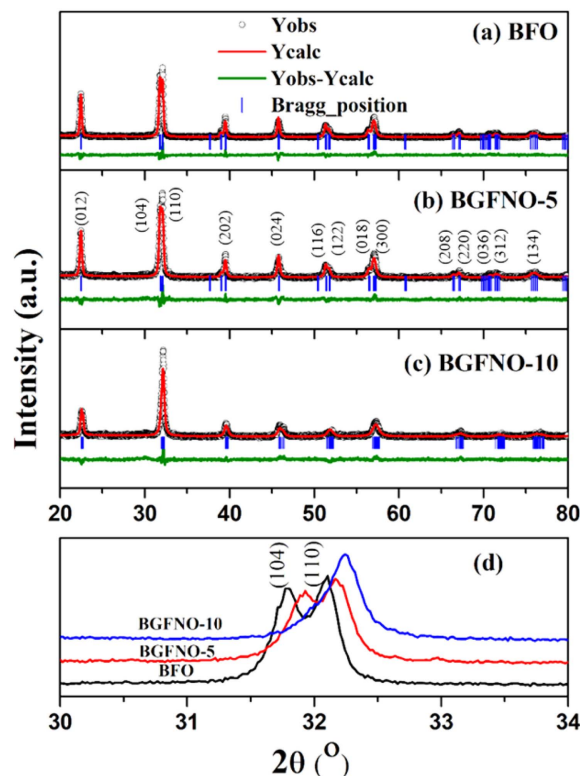 Yobs
Ycalc
Yobs-Ycalc
Bragg_position
(a) BFO
(b) BGFNO-5
(012)
(104)
(110)
(202)
(024)
(116)
(122)
(018)
(300)
(208)
(220)
(036)
(312)
(134)
(c) BGFNO-10
Intensity (a.u.)
20 30 40 50 60 70 80
(d)
(104)
(110)
BGFNO-10
BGFNO-5
BFO
30 31 32 33 34
2θ (O)